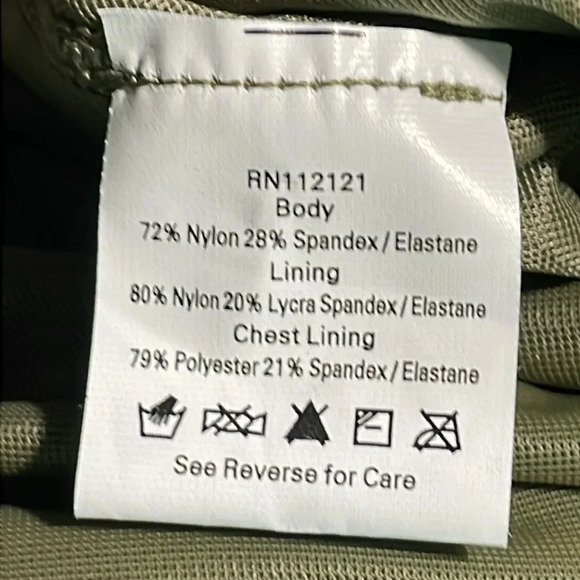 RN112121
Body
72% Nylon 28% Spandex/Elastane
Lining
80% Nylon 20% Lycra Spandex/Elastane
Chest Lining
79% Polyester 21% Spandex/Elastane
See Reverse for Care